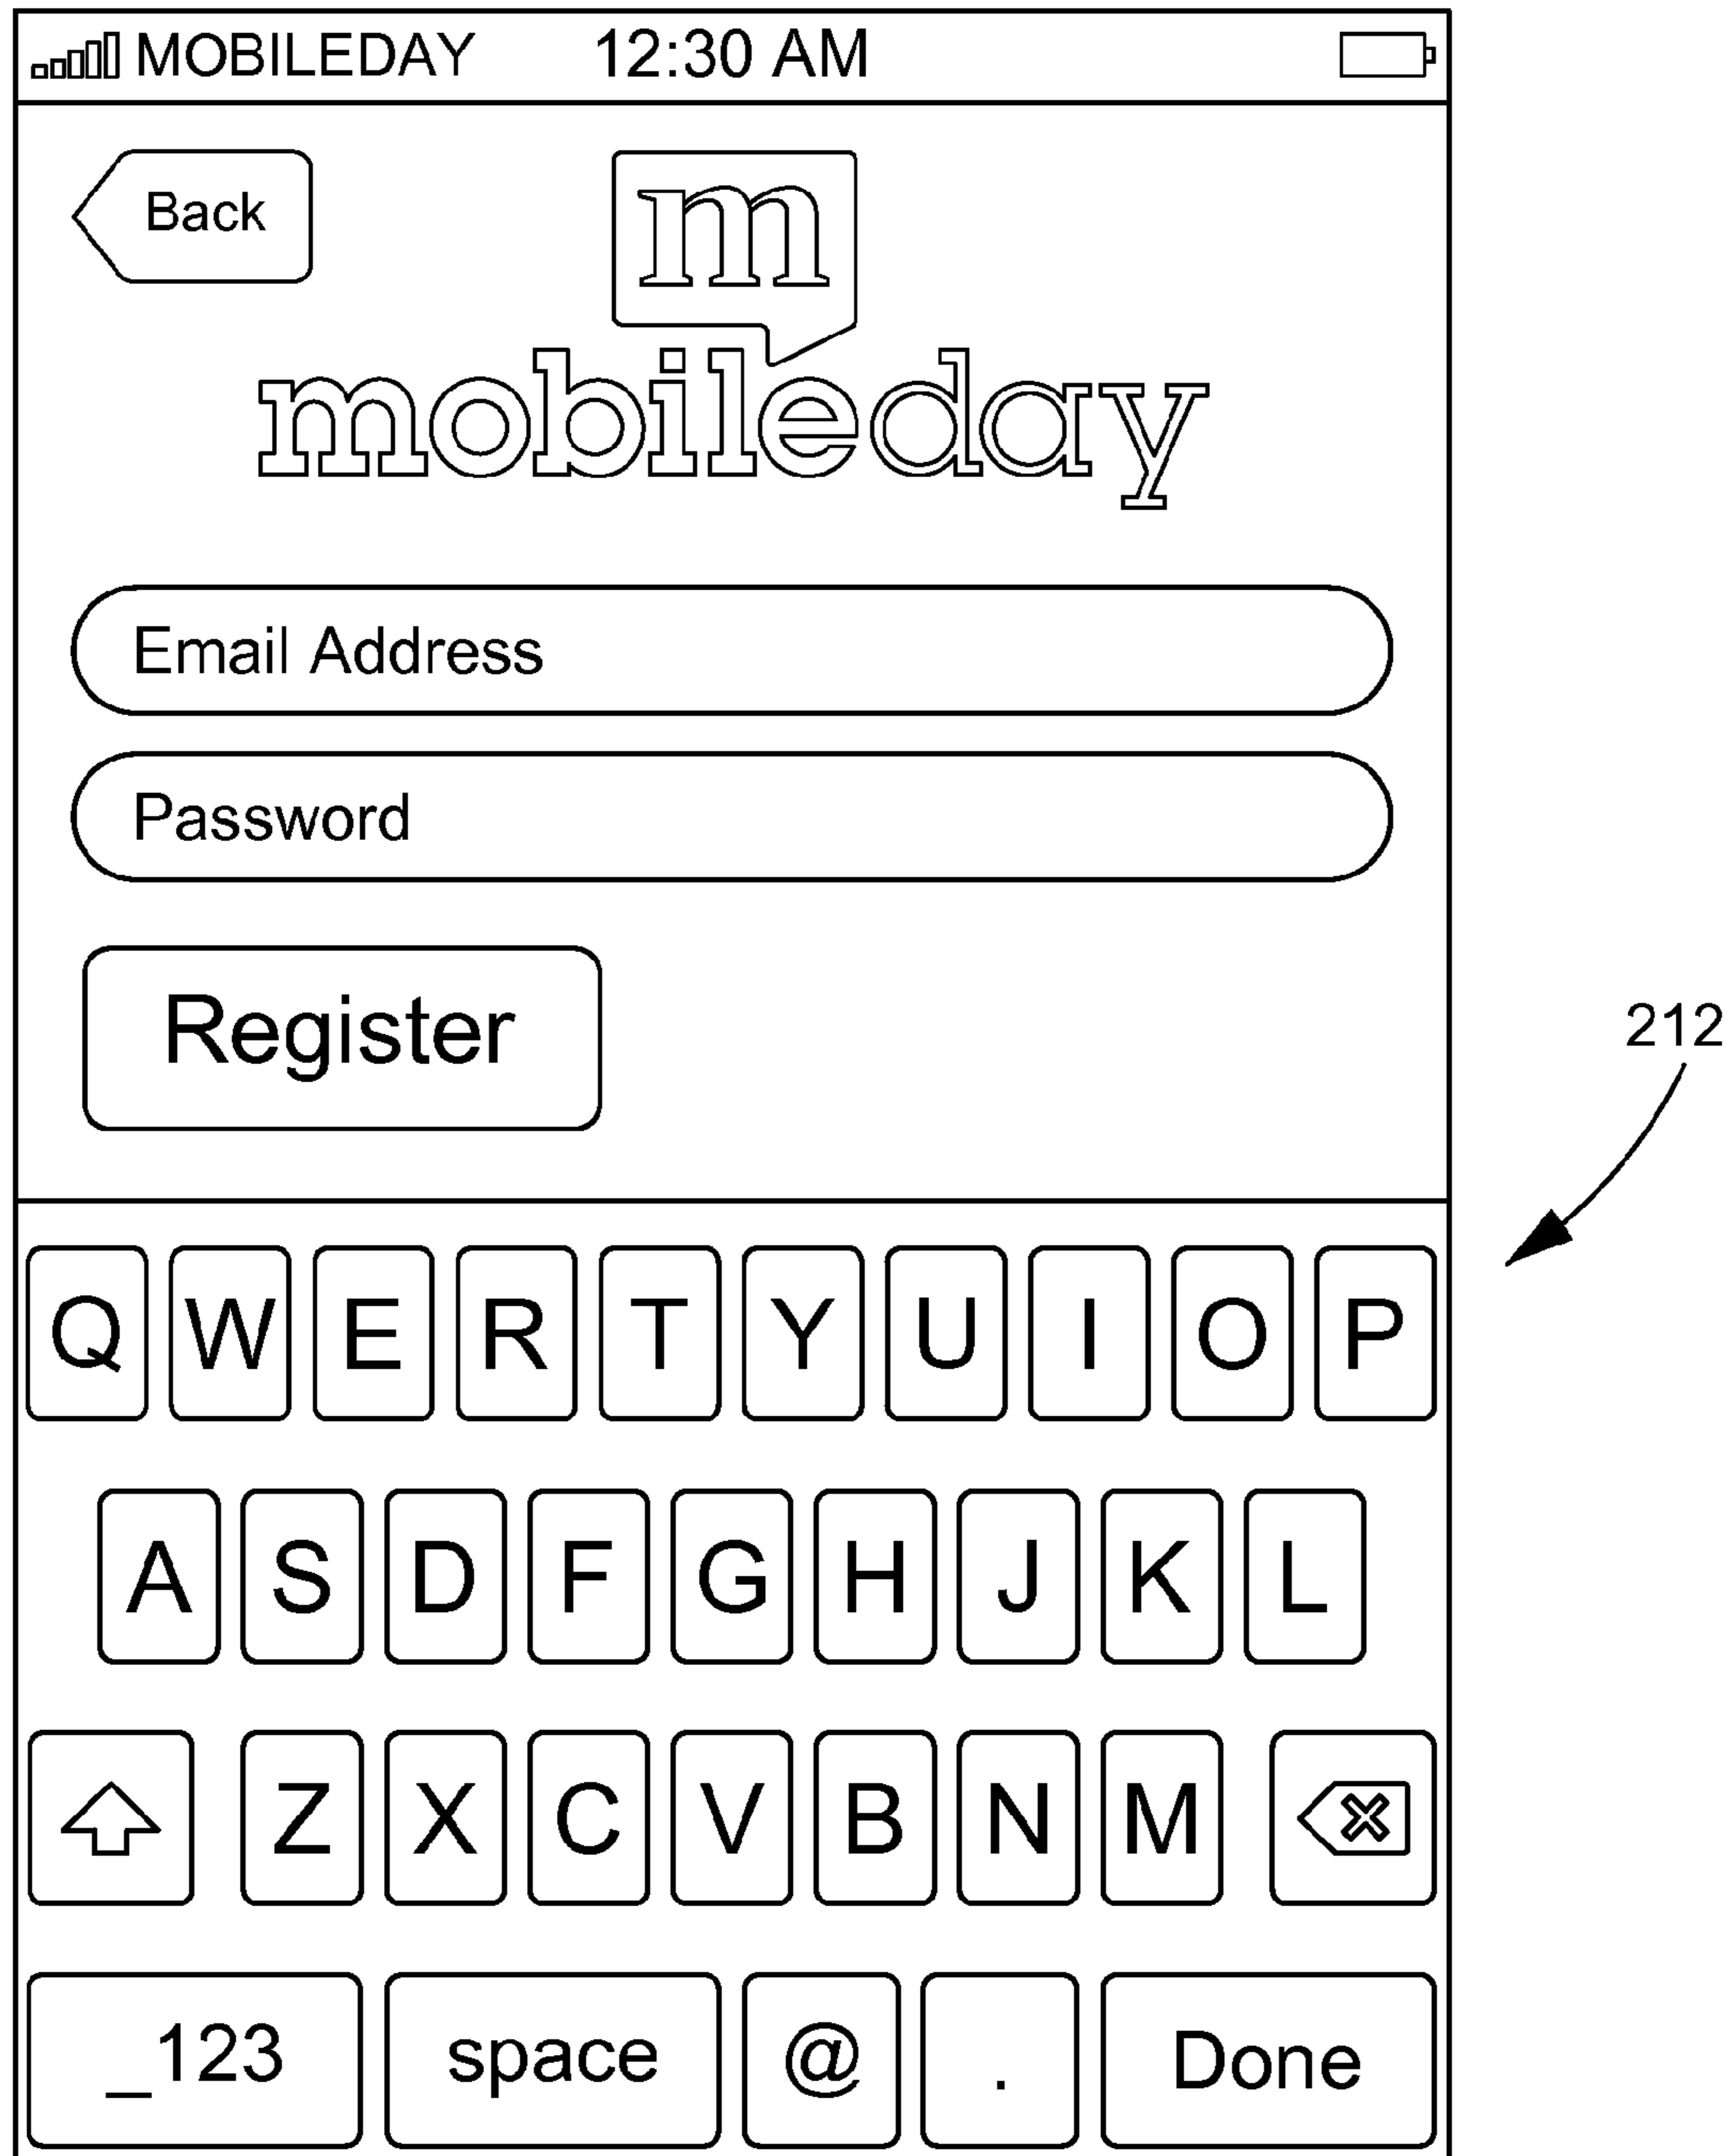 MOBILEDAY 12:30 AM
Back
m
mobileday
Email Address
Password
Register
212
Q W E R T Y U I O P
A S D F G H J K L
Z X C V B N M
_123 space @ . Done